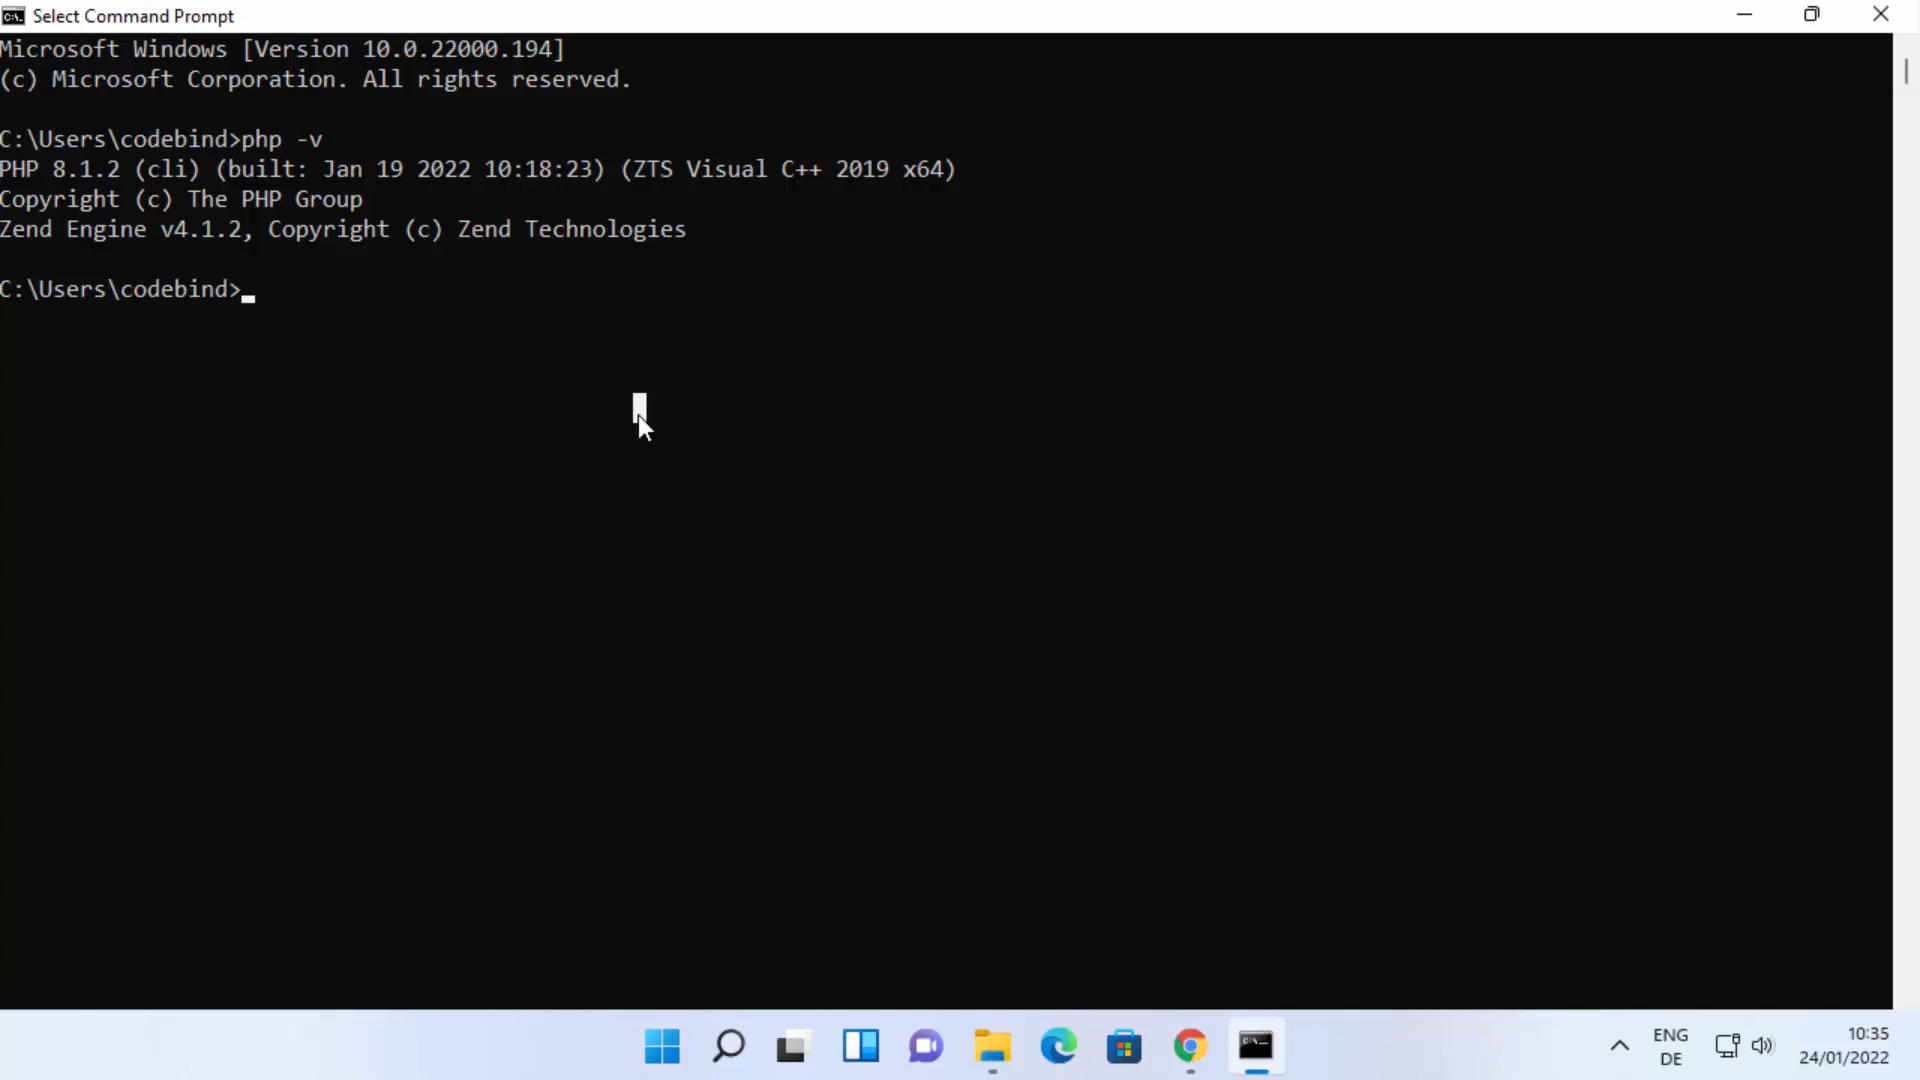 Select Command Prompt
Microsoft Windows [Version 10.0.22000.194]
(c) Microsoft Corporation. All rights reserved.
C:\Users\codebind>php -v
PHP 8.1.2 (cli) (built: Jan 19 2022 10:18:23) (ZTS Visual C++ 2019 x64)
Copyright (c) The PHP Group
Zend Engine v4.1.2, Copyright (c) Zend Technologies
C:\Users\codebind>
ENG
DE
10:35
24/01/2022